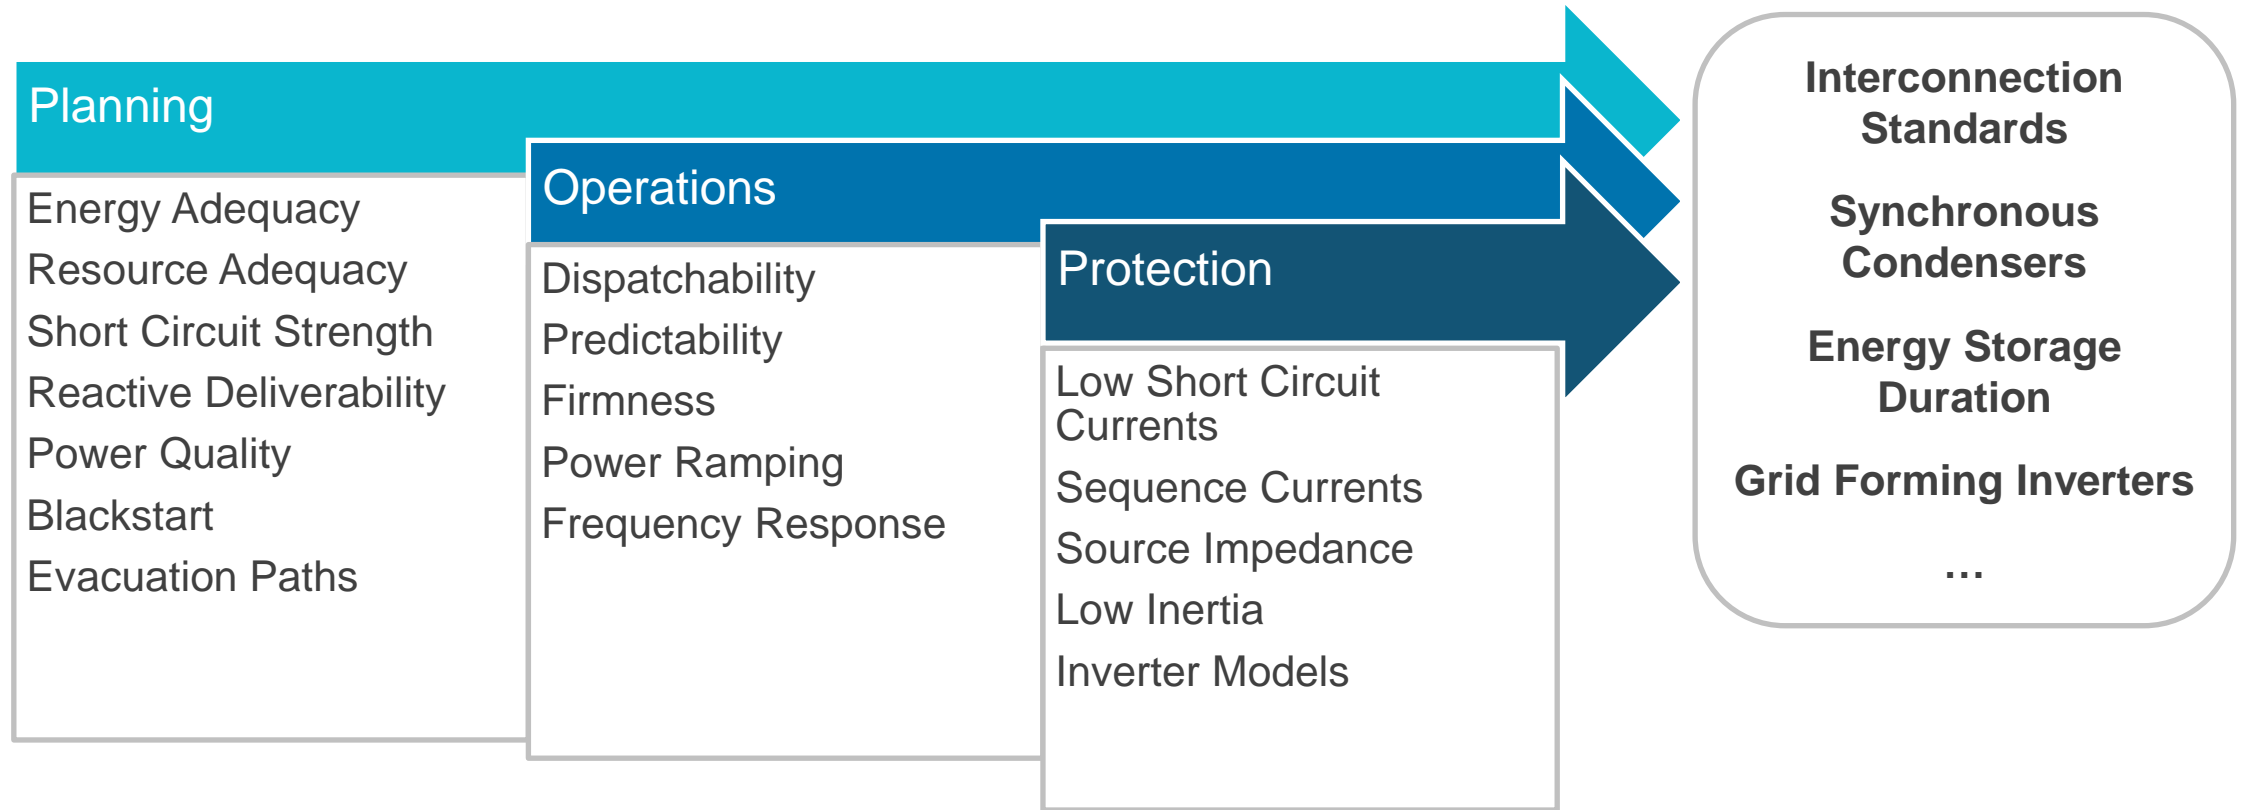 Planning
Energy Adequacy
Resource Adequacy
Short Circuit Strength
Reactive Deliverability
Power Quality
Blackstart
Evacuation Paths
Operations
Dispatchability
Predictability
Firmness
Power Ramping
Frequency Response
Protection
Low Short Circuit
Currents
Sequence Currents
Source Impedance
Low Inertia
Inverter Models
Interconnection
Standards
Synchronous
Condensers
Energy Storage
Duration
Grid Forming Inverters
...